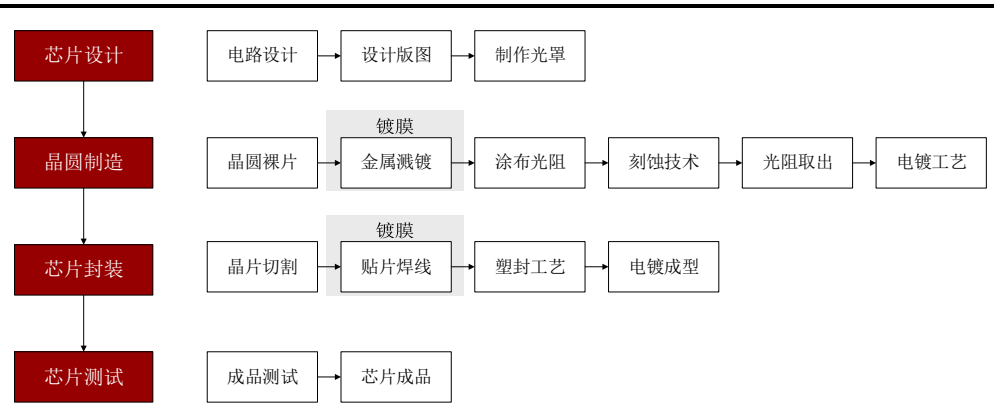 芯片设计
电路设计 设计版图 制作光罩
镀膜
晶圆制造
晶圆裸片 金属溅镀 涂布光阻 刻蚀技术 光阻取出 电镀工艺
镀膜
芯片封装
晶片切割 贴片焊线 塑封工艺 电镀成型
芯片测试
成品测试 芯片成品